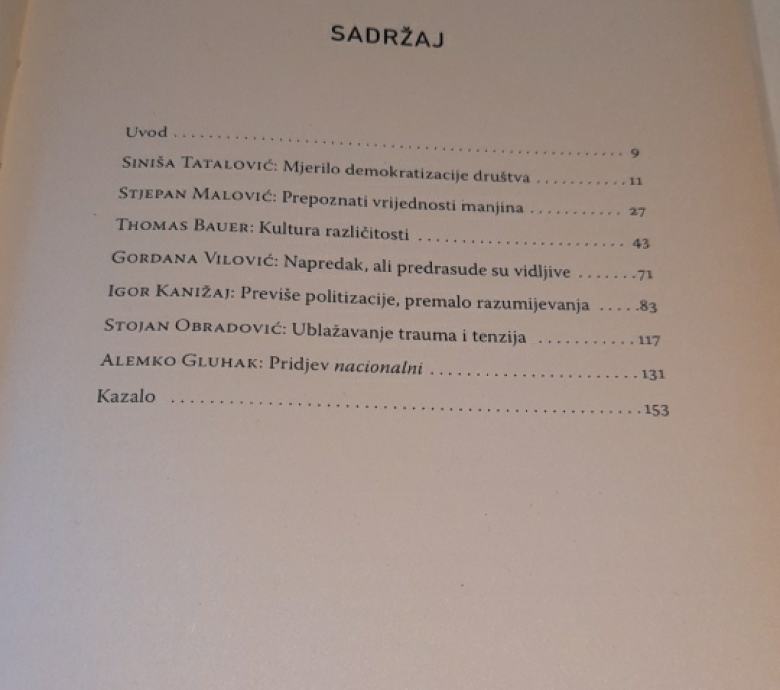 SADRŽAJ
Uvod . . . . . . . . . . . . . . . . . . . . . . . . . . . . . . . . . . . . . . . . . . . . . . . . . . . 9
SINIŠA TATALOVIĆ: Mjerilo demokratizacije društva . . . . . . . . . . . 11
STJEPAN MALOVIĆ: Prepoznati vrijednosti manjina . . . . . . . . . . . 27
THOMAS BAUER: Kultura različitosti . . . . . . . . . . . . . . . . . . . . . . . . 43
GORDANA VILOVIĆ: Napredak, ali predrasude su vidljive . . . . . . . 71
IGOR KANIŽAJ: Previše politizacije, premalo razumijevanja . . . . . 83
STOJAN OBRADOVIĆ: Ublažavanje trauma i tenzija . . . . . . . . . . . 117
ALEMKO GLUHAK: Pridjev nacionalni . . . . . . . . . . . . . . . . . . . . . . . 131
Kazalo . . . . . . . . . . . . . . . . . . . . . . . . . . . . . . . . . . . . . . . . . . . . . . . . . 153